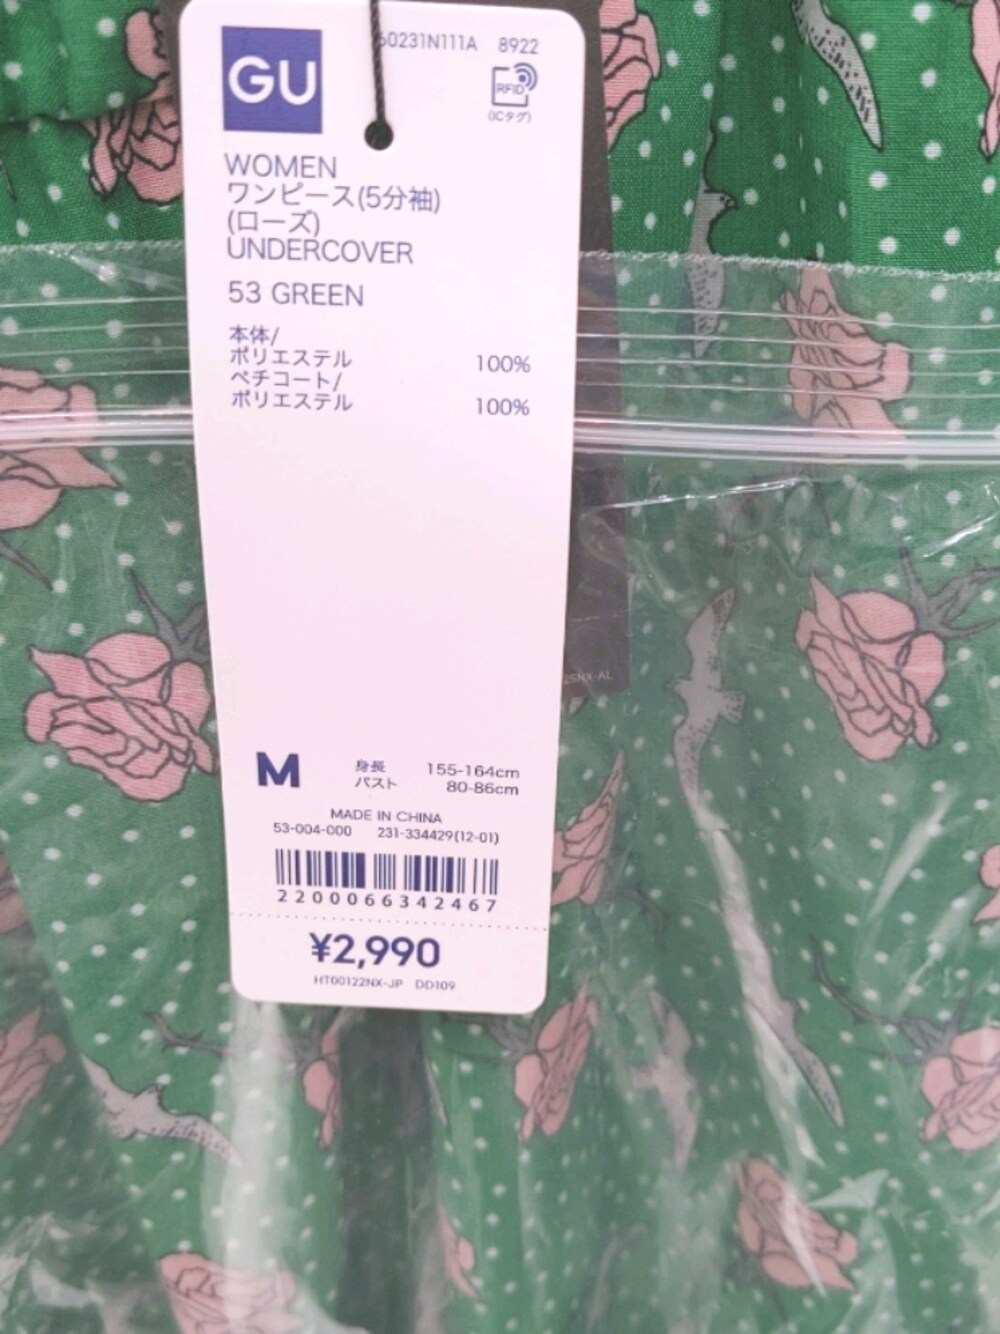 60231N111A 8922
GU
RFID
(ICタグ)
WOMEN
ワンピース(5分袖)
(ローズ)
UNDERCOVER
53 GREEN
本体/
ポリエステル 100%
ペチコート/
ポリエステル 100%
25NX-AL
M 身長 155-164cm
バスト 80-86cm
MADE IN CHINA
53-004-000 231-334429(12-01)
2200066342467
¥2,990
HT00122NX-JP DD109